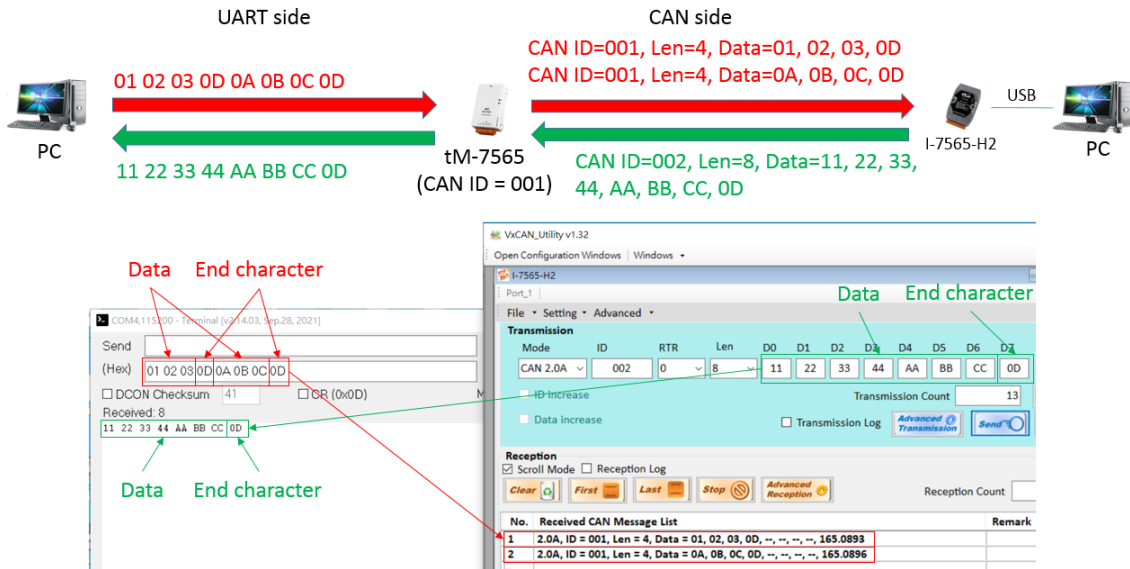 UART side
CAN side
CAN ID=001, Len=4, Data=01, 02, 03, 0D
CAN ID=001, Len=4, Data=0A, 0B, 0C, 0D
01 02 03 0D 0A 0B 0C 0D
USB
PC
tM-7565
(CAN ID = 001)
I-7565-H2
PC
11 22 33 44 AA BB CC 0D
CAN ID=002, Len=8, Data=11, 22, 33,
44, AA, BB, CC, 0D
VxCAN_Utility v1.32
Open Configuration Windows | Windows
I-7565-H2
Port_1
File Setting Advanced
Data End character
Transmission
Mode ID RTR Len D0 D1 D2 D3 D4 D5 D6 D7
CAN 2.0A 002 0 8 11 22 33 44 AA BB CC 0D
ID increase
Transmission Count 13
Data increase
Transmission Log
Advanced Transmission
Send
Reception
Scroll Mode Reception Log
Clear First Last Stop Advanced Reception
Reception Count
No. Received CAN Message List Remark
1 2.0A, ID = 001, Len = 4, Data = 01, 02, 03, 0D, --, --, --, --, 165.0893
2 2.0A, ID = 001, Len = 4, Data = 0A, 0B, 0C, 0D, --, --, --, --, 165.0896
Data End character
COM4,115200 - Terminal [v2.14.03, Sep.28, 2021]
Send
(Hex) 01 02 03 0D 0A 0B 0C 0D
DCON Checksum 41 CR (0x0D)
Received: 8
11 22 33 44 AA BB CC 0D
Data End character